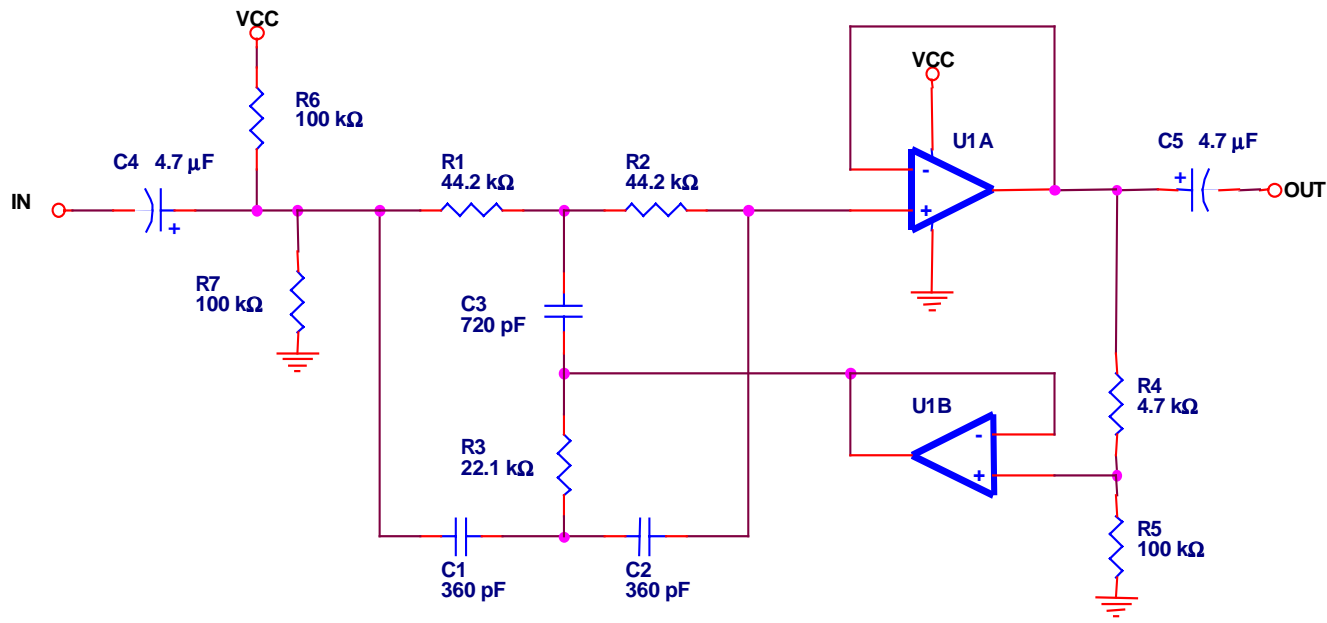 VCC
R6
100 kΩ
C4 4.7 µF
IN
+
R7
100 kΩ
R1
44.2 kΩ
R2
44.2 kΩ
VCC
U1A
-
+
C5 4.7 µF
+
OUT
C3
720 pF
R4
4.7 kΩ
U1B
-
+
R3
22.1 kΩ
R5
100 kΩ
C1
360 pF
C2
360 pF